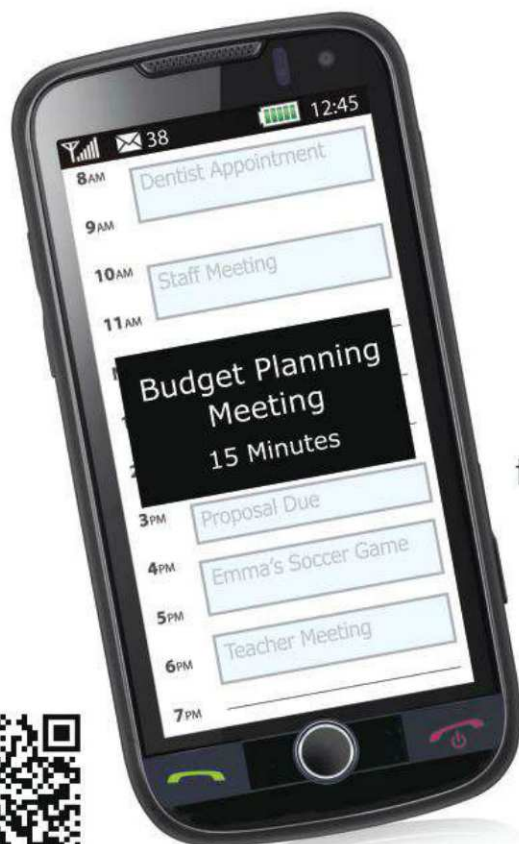 38 12:45
8AM Dentist Appointment
9AM
10AM Staff Meeting
11AM
Budget Planning
Meeting
15 Minutes
3PM Proposal Due
4PM Emma's Soccer Game
5PM
6PM Teacher Meeting
7PM